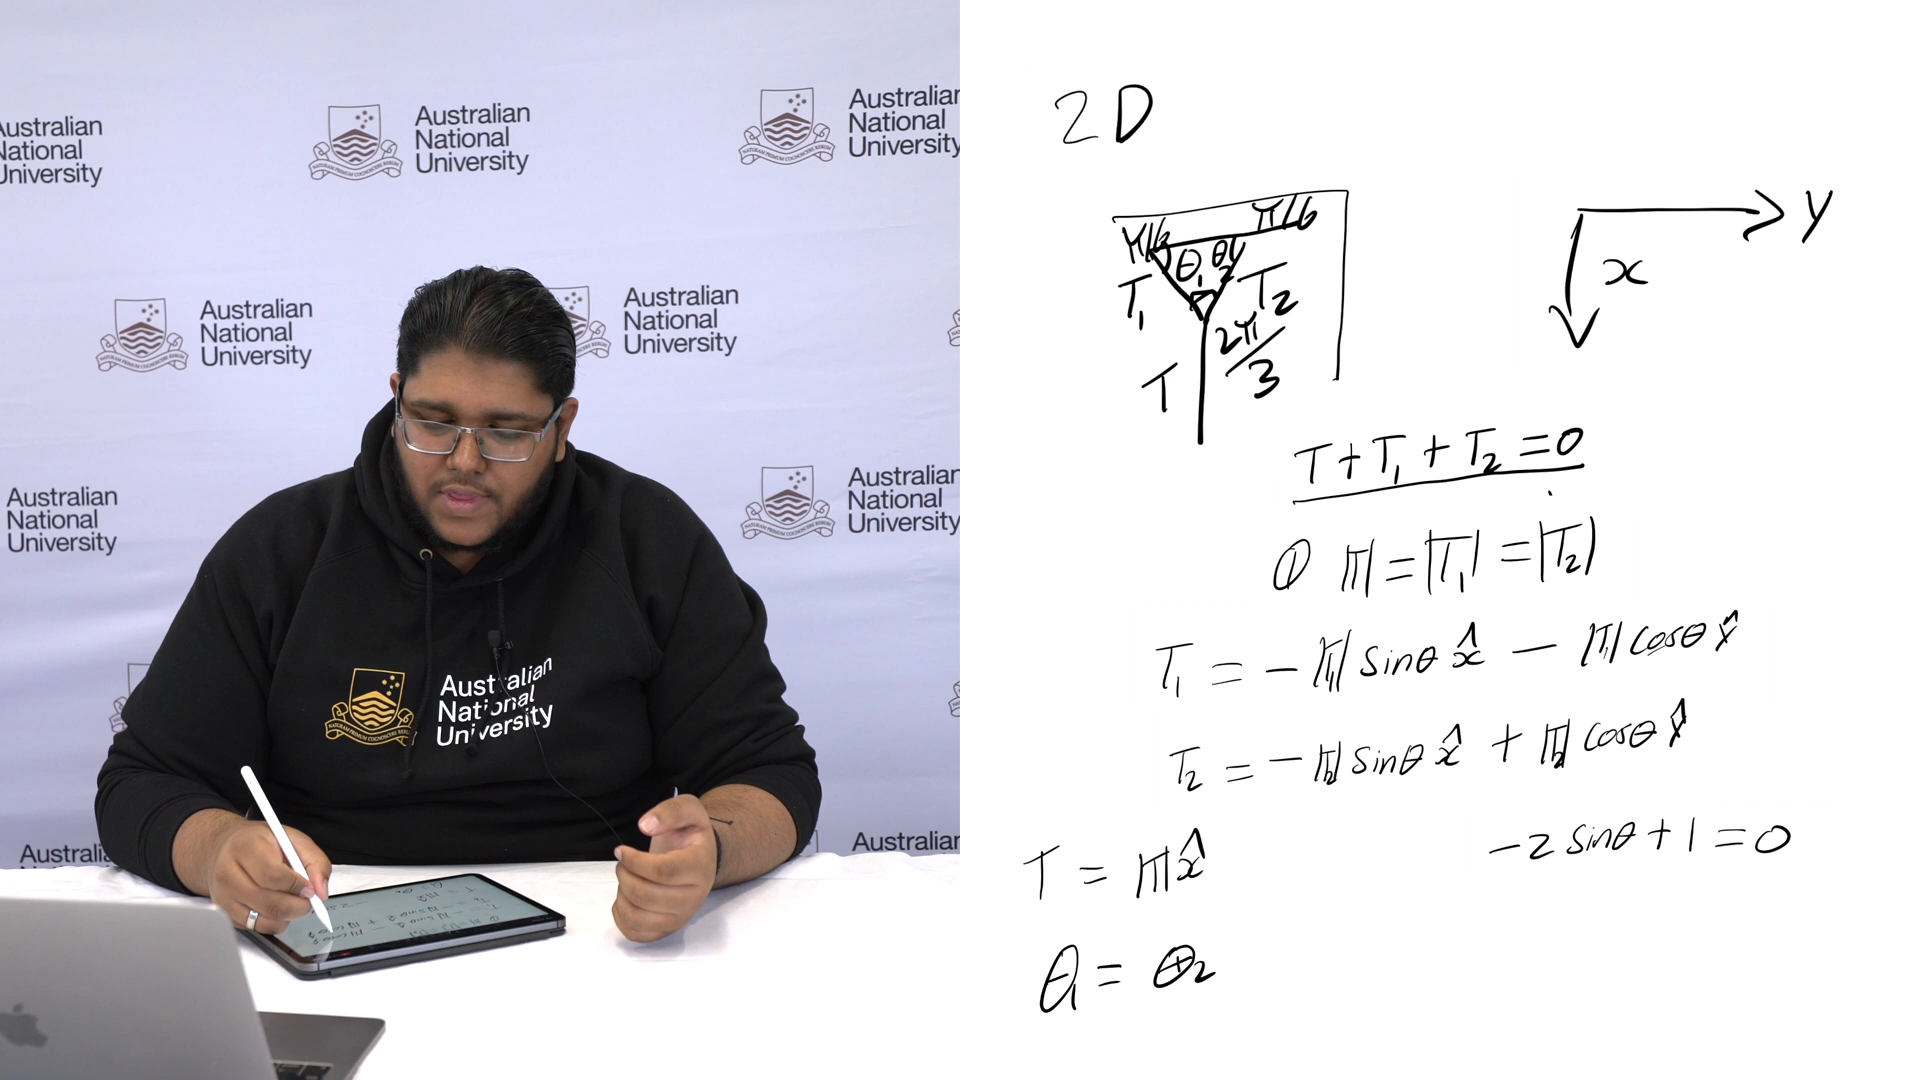 Australian
National
University
Australian
National
University
Australian
National
University
Australian
National
University
Australian
National
University
Australian
National
University
Australian
National
University
Australian
National
University
Australian
Australian
2D
π/6
π/6
θ₁ θ₂
T₁
T₂
2π/3
T
y
x
T + T₁ + T₂ = 0
① |T| = |T₁| = |T₂|
T₁ = - |T₁| sinθ x̂ - |T₁| cosθ ŷ
T₂ = - |T₂| sinθ x̂ + |T₂| cosθ ŷ
-2 sinθ + 1 = 0
T = |T| x̂
θ₁ = θ₂